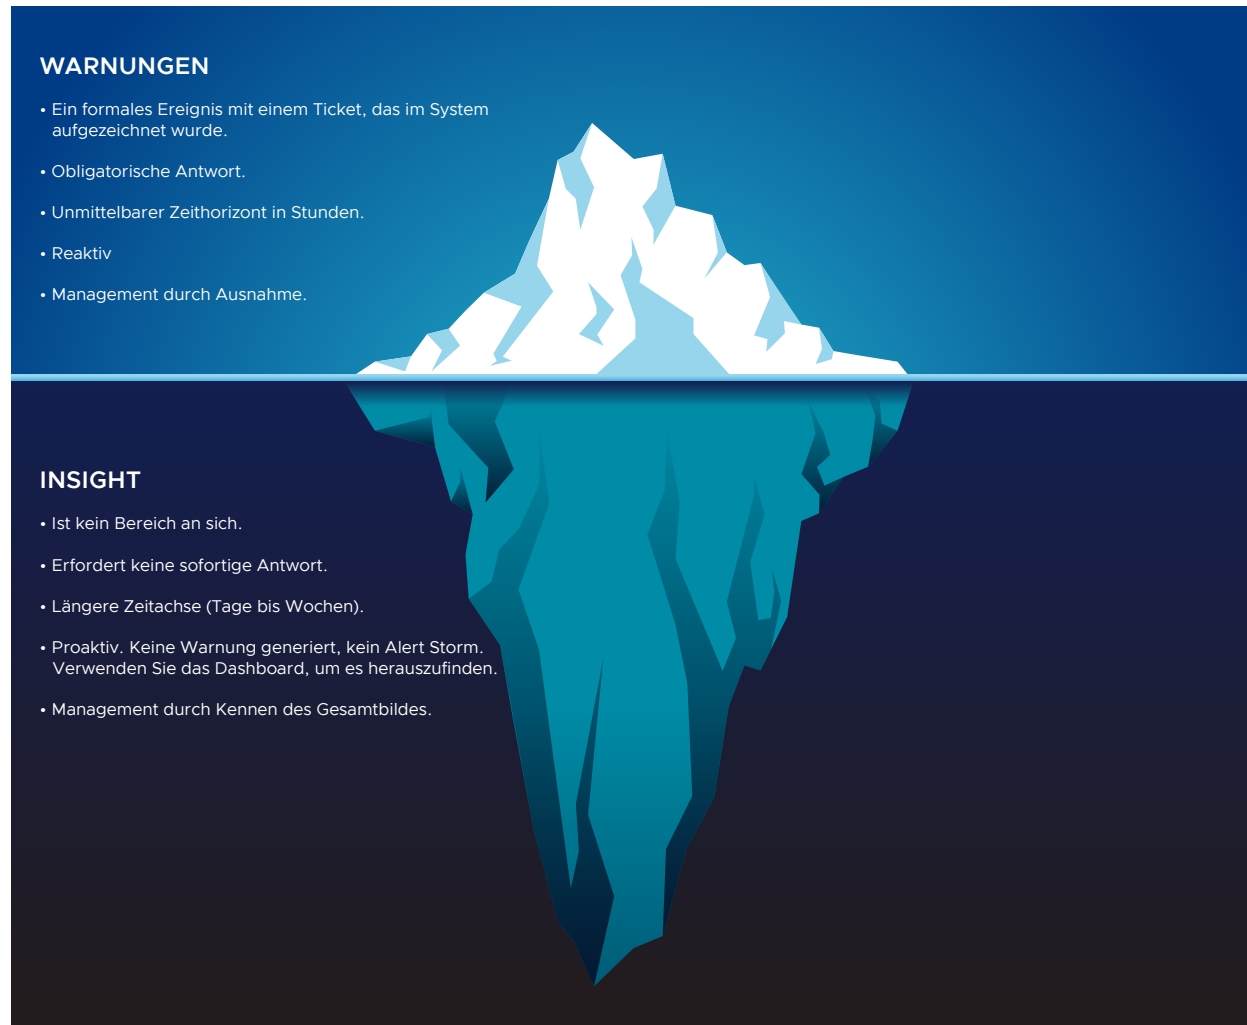 WARNUNGEN
• Ein formales Ereignis mit einem Ticket, das im System
aufgezeichnet wurde.
• Obligatorische Antwort.
• Unmittelbarer Zeithorizont in Stunden.
• Reaktiv
• Management durch Ausnahme.
INSIGHT
• Ist kein Bereich an sich.
• Erfordert keine sofortige Antwort.
• Längere Zeitachse (Tage bis Wochen).
• Proaktiv. Keine Warnung generiert, kein Alert Storm.
Verwenden Sie das Dashboard, um es herauszufinden.
• Management durch Kennen des Gesamtbildes.